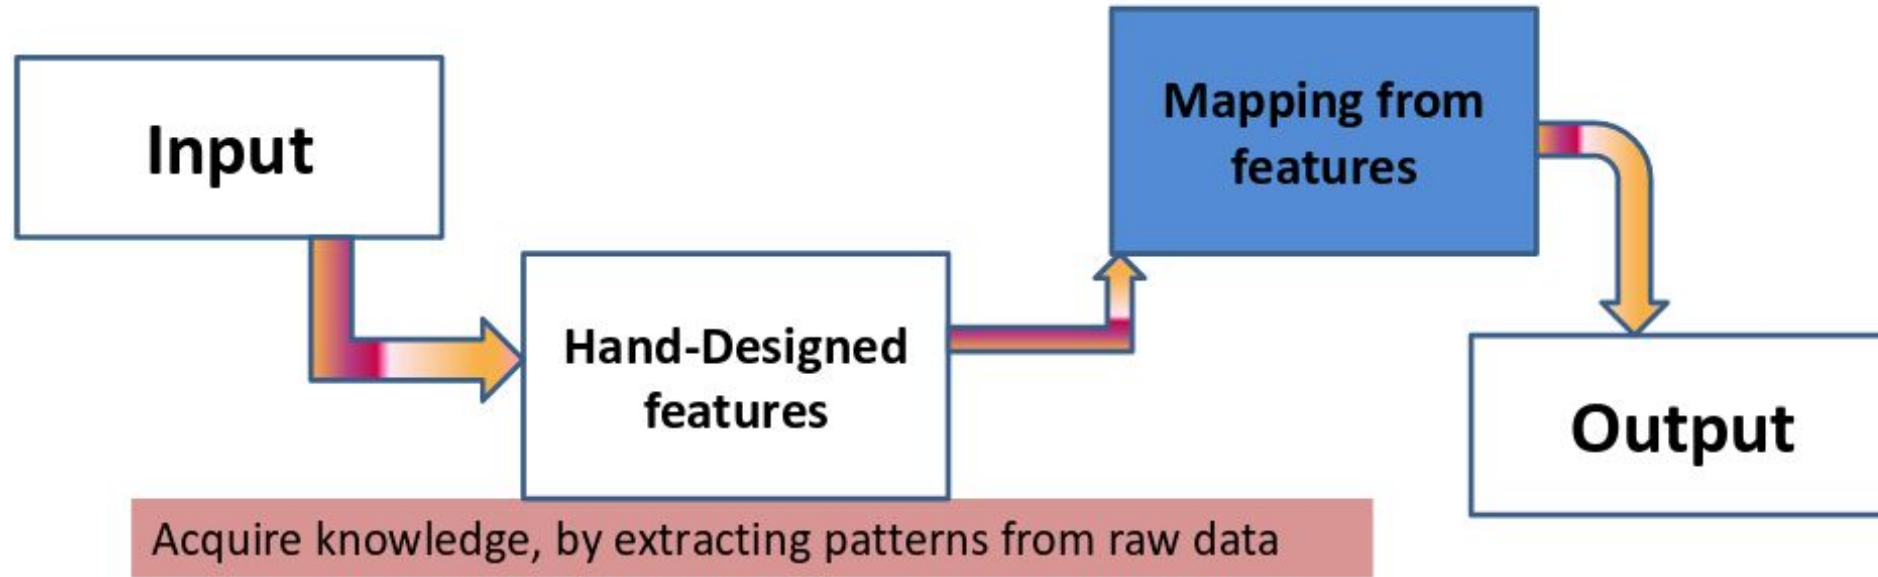 Input
Hand-Designed
features
Mapping from
features
Output
Acquire knowledge, by extracting patterns from raw data